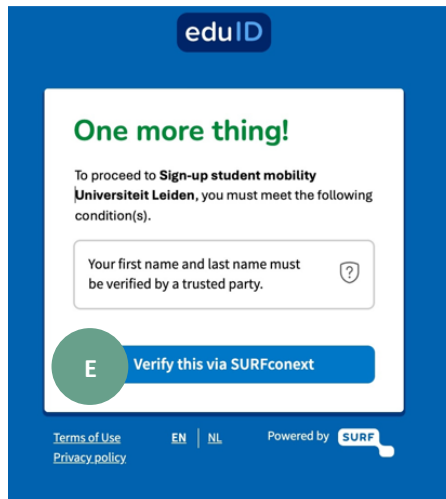 eduID
One more thing!
To proceed to Sign-up student mobility
Universiteit Leiden, you must meet the following
condition(s).
Your first name and last name must
be verified by a trusted party.
?
E
Verify this via SURFconext
Terms of Use
EN | NL
Powered by SURF
Privacy policy